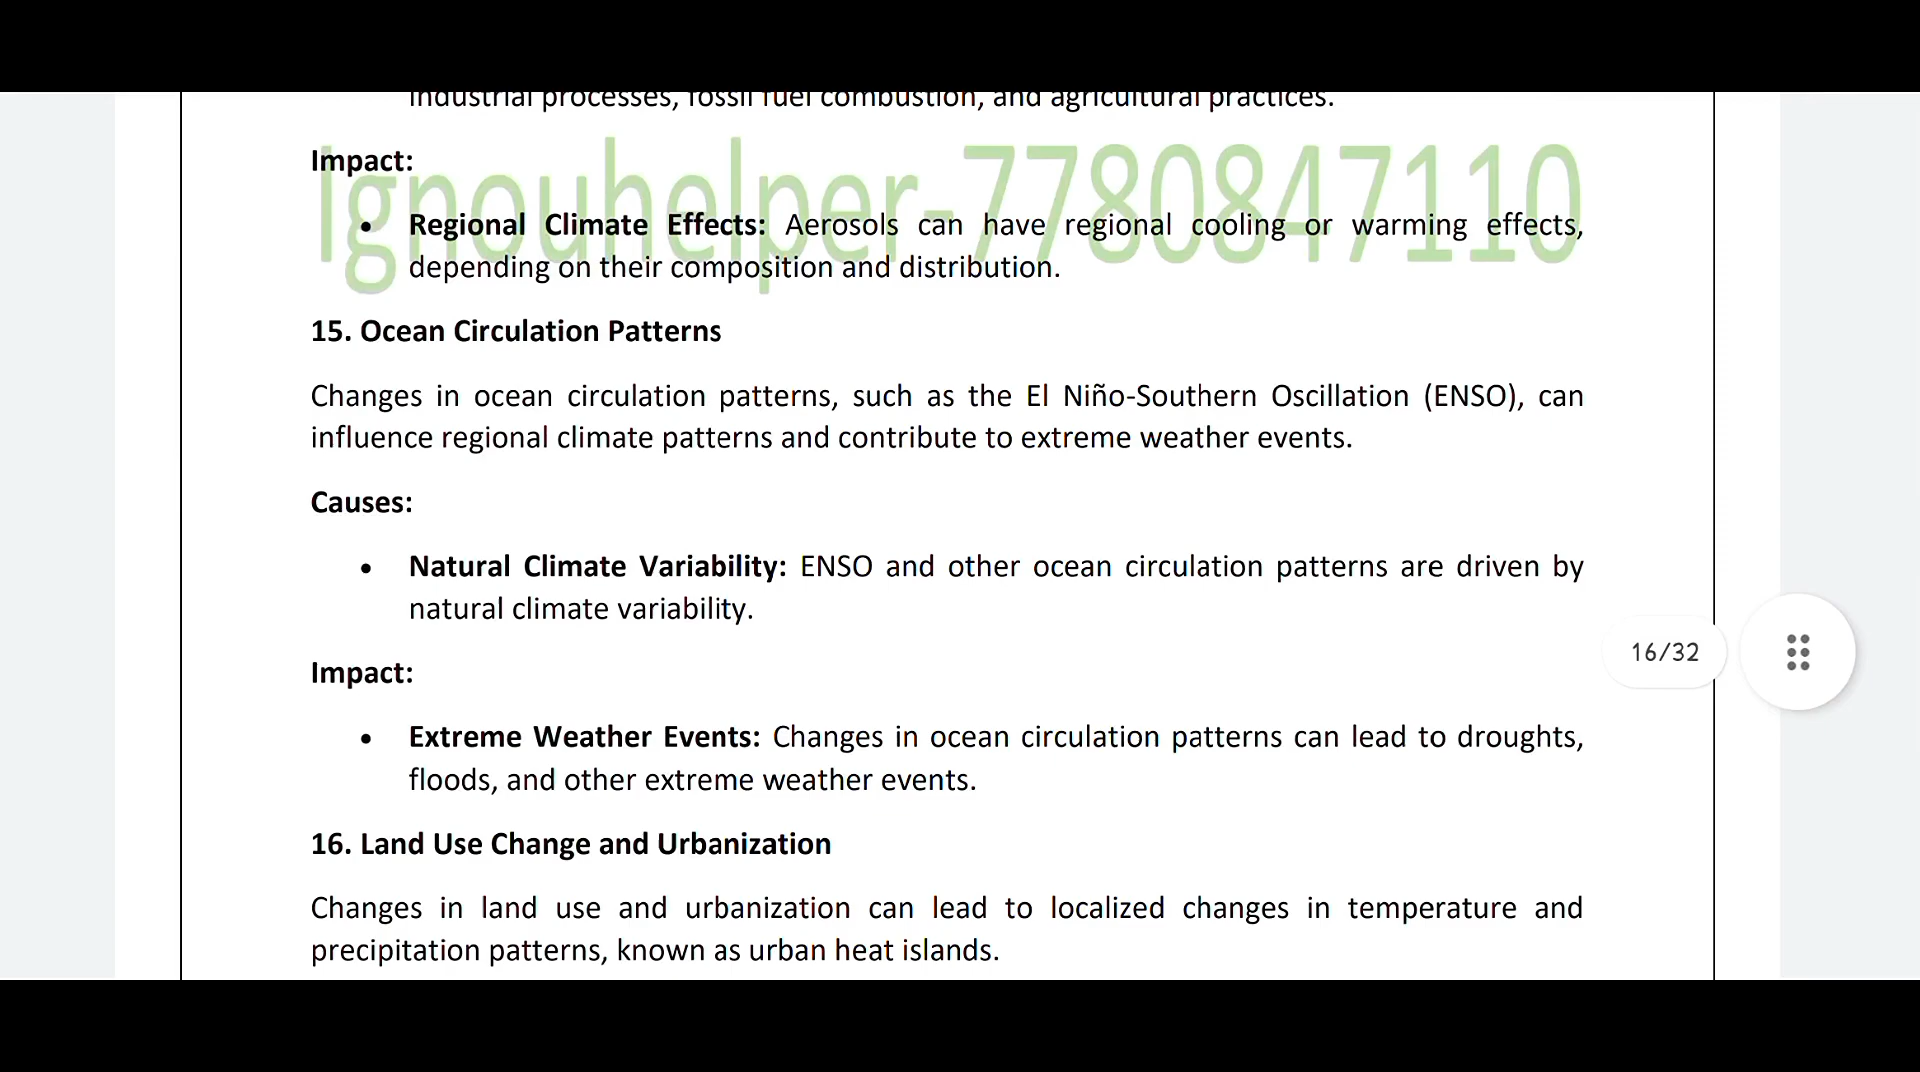 industrial processes, fossil fuel combustion, and agricultural practices.
Impact:
Ignouhelper-7780847110
• Regional Climate Effects: Aerosols can have regional cooling or warming effects,
depending on their composition and distribution.
15. Ocean Circulation Patterns
Changes in ocean circulation patterns, such as the El Niño-Southern Oscillation (ENSO), can
influence regional climate patterns and contribute to extreme weather events.
Causes:
• Natural Climate Variability: ENSO and other ocean circulation patterns are driven by
natural climate variability.
16/32
Impact:
• Extreme Weather Events: Changes in ocean circulation patterns can lead to droughts,
floods, and other extreme weather events.
16. Land Use Change and Urbanization
Changes in land use and urbanization can lead to localized changes in temperature and
precipitation patterns, known as urban heat islands.